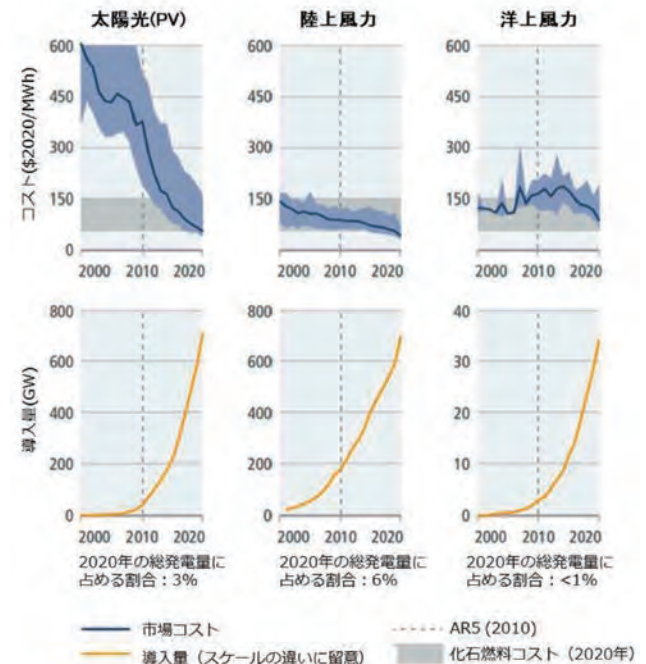 太陽光(PV)
陸上風力
洋上風力
コスト($2020/MWh)
600
450
300
150
0
2000 2010 2020
600
450
300
150
0
2000 2010 2020
600
450
300
150
0
2000 2010 2020
導入量(GW)
800
600
400
200
0
2000 2010 2020
800
600
400
200
0
2000 2010 2020
40
30
20
10
0
2000 2010 2020
2020年の総発電量に
占める割合：3%
2020年の総発電量に
占める割合：6%
2020年の総発電量に
占める割合：<1%
市場コスト
AR5 (2010)
導入量（スケールの違いに留意）
化石燃料コスト（2020年）